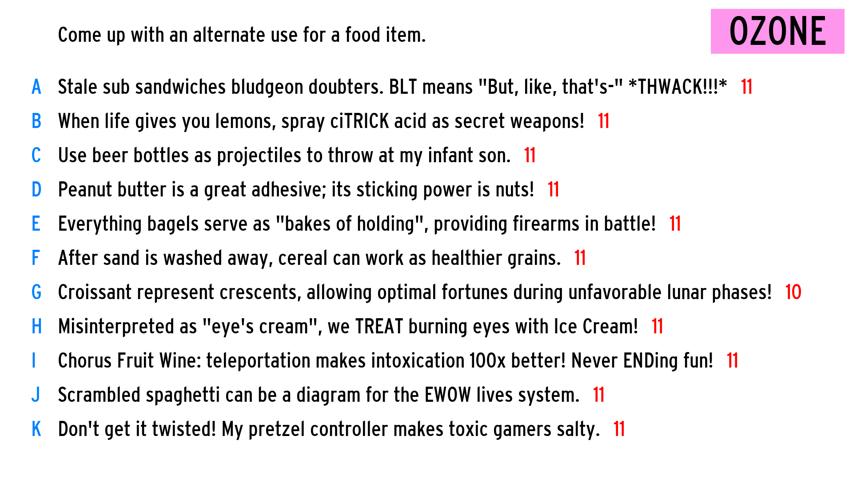 Come up with an alternate use for a food item.
OZONE
A Stale sub sandwiches bludgeon doubters. BLT means "But, like, that's-" *THWACK!!!* 11
B When life gives you lemons, spray ciTRICK acid as secret weapons! 11
C Use beer bottles as projectiles to throw at my infant son. 11
D Peanut butter is a great adhesive; its sticking power is nuts! 11
E Everything bagels serve as "bakes of holding", providing firearms in battle! 11
F After sand is washed away, cereal can work as healthier grains. 11
G Croissant represent crescents, allowing optimal fortunes during unfavorable lunar phases! 10
H Misinterpreted as "eye's cream", we TREAT burning eyes with Ice Cream! 11
I Chorus Fruit Wine: teleportation makes intoxication 100x better! Never ENDing fun! 11
J Scrambled spaghetti can be a diagram for the EWOW lives system. 11
K Don't get it twisted! My pretzel controller makes toxic gamers salty. 11